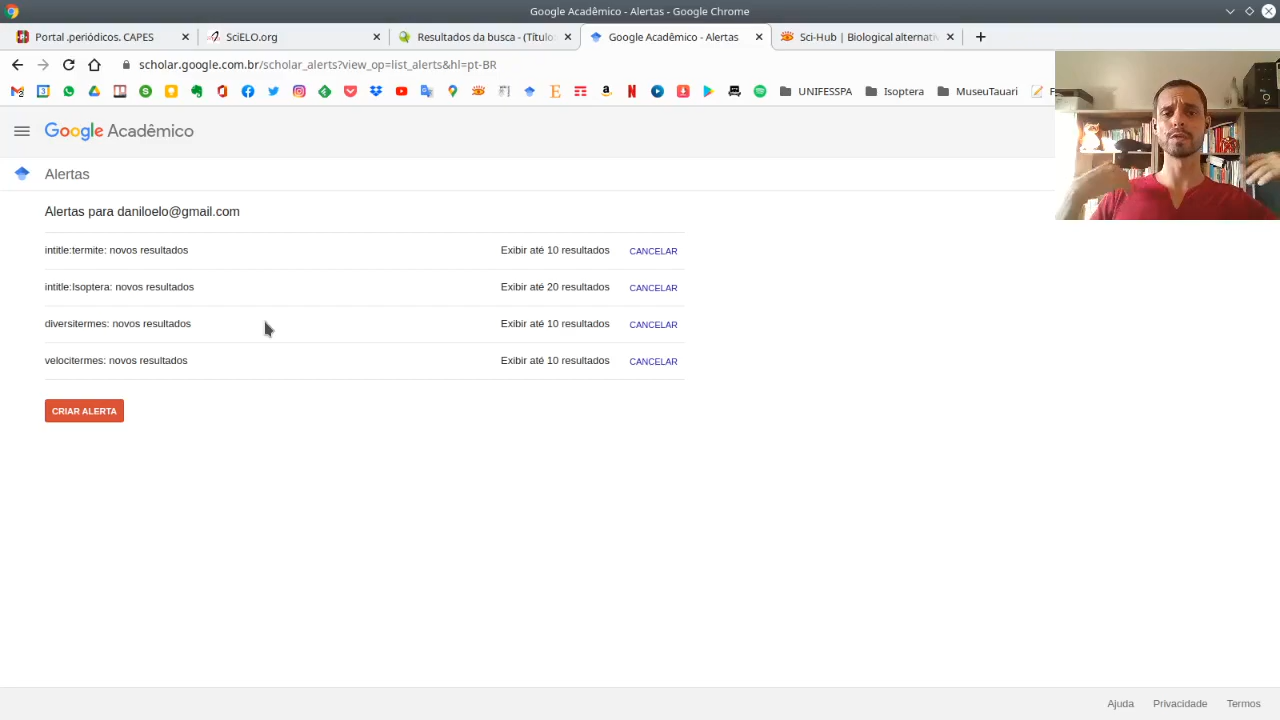 Google Acadêmico - Alertas - Google Chrome
Portal .periódicos. CAPES
SciELO.org
Resultados da busca - (Título
Google Acadêmico - Alertas
Sci-Hub | Biological alternati
scholar.google.com.br/scholar_alerts?view_op=list_alerts&hl=pt-BR
UNIFESSPA
Isoptera
MuseuTauari
F
Google Acadêmico
Alertas
Alertas para daniloelo@gmail.com
intitle:termite: novos resultados Exibir até 10 resultados CANCELAR
intitle:Isoptera: novos resultados Exibir até 20 resultados CANCELAR
diversitermes: novos resultados Exibir até 10 resultados CANCELAR
velocitermes: novos resultados Exibir até 10 resultados CANCELAR
CRIAR ALERTA
Ajuda Privacidade Termos